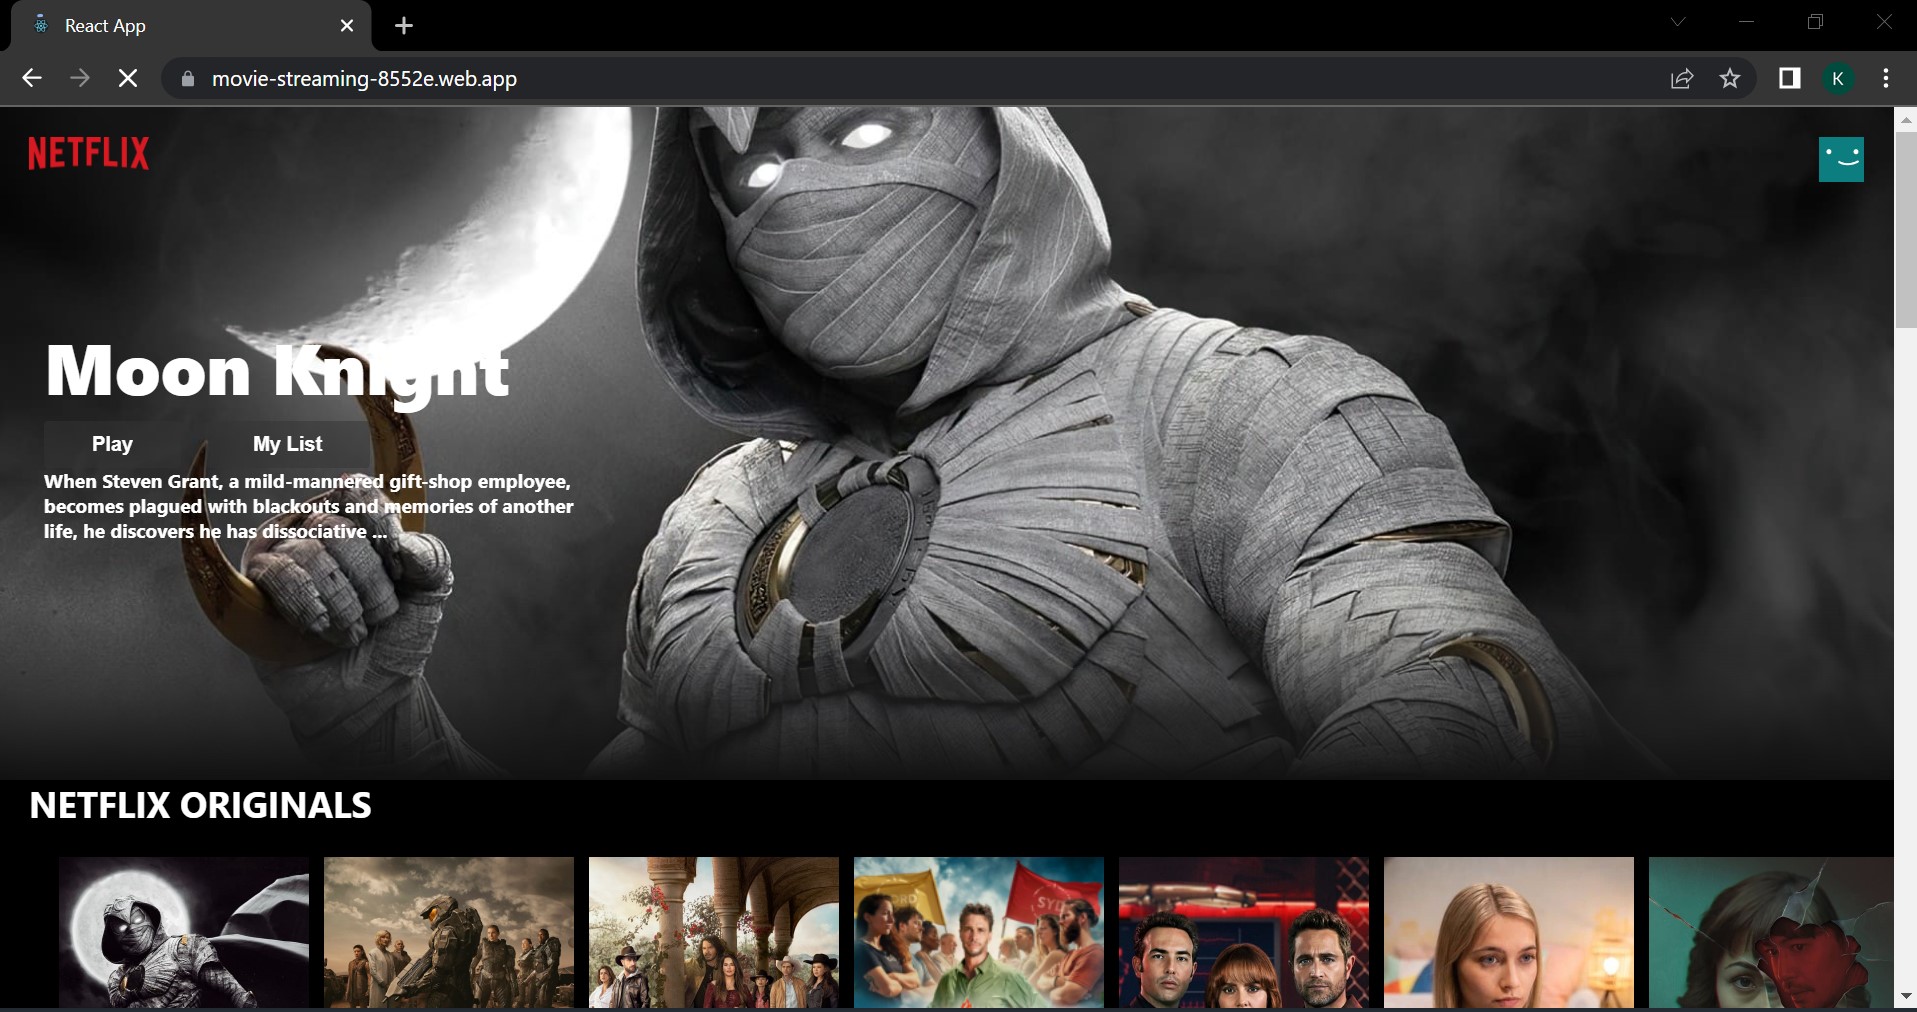 React App
movie-streaming-8552e.web.app
K
NETFLIX
Moon Knight
Play
My List
When Steven Grant, a mild-mannered gift-shop employee,
becomes plagued with blackouts and memories of another
life, he discovers he has dissociative ...
NETFLIX ORIGINALS